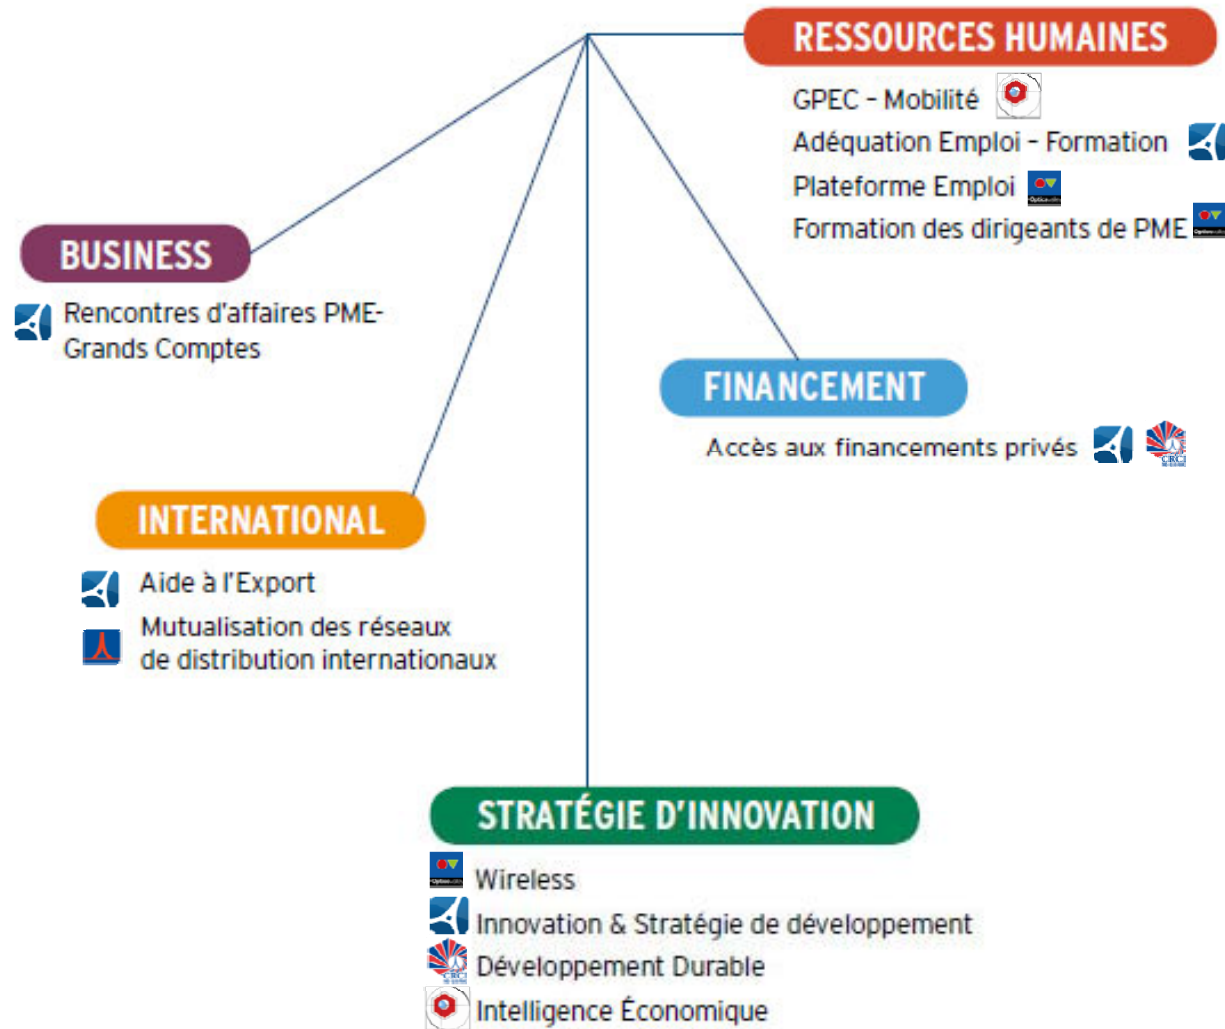 RESSOURCES HUMAINES
GPEC – Mobilité
Adéquation Emploi – Formation
Plateforme Emploi
Formation des dirigeants de PME
BUSINESS
Rencontres d'affaires PME-
Grands Comptes
FINANCEMENT
Accès aux financements privés
CRCI
INTERNATIONAL
Aide à l'Export
Mutualisation des réseaux
de distribution internationaux
STRATÉGIE D'INNOVATION
Wireless
Innovation & Stratégie de développement
CRCI
Développement Durable
Intelligence Économique